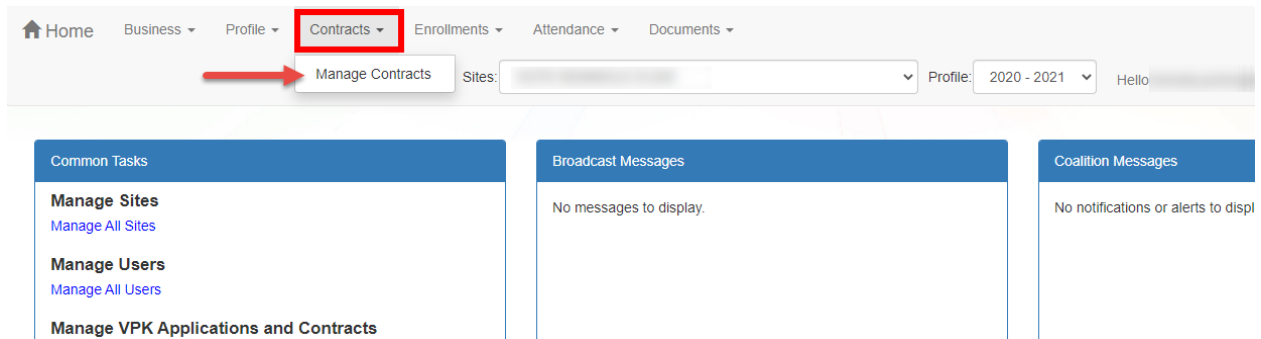 Home Business Profile Contracts Enrollments Attendance Documents
Manage Contracts Sites: Profile: 2020 - 2021 Hello
Common Tasks Broadcast Messages Coalition Messages
Manage Sites No messages to display. No notifications or alerts to displ
Manage All Sites
Manage Users
Manage All Users
Manage VPK Applications and Contracts